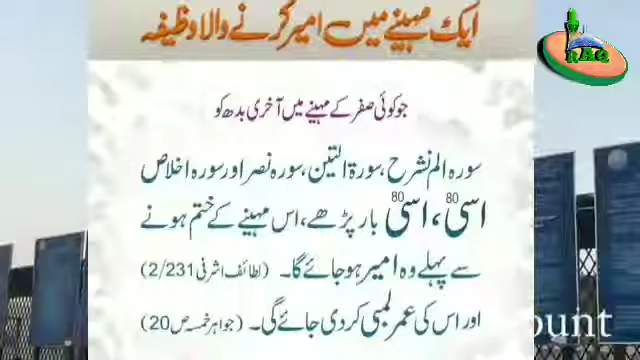 ایک مہینے میں امیر کرنے والا وظیفہ
RAQ
جو کوئی صفر کے مہینے میں آخری بدھ کو
سورہ الم نشرح، سورۃ التین، سورہ نصر اور سورہ اخلاص
اسی 80، اسی 80 بار پڑھے، اس مہینے کے ختم ہونے
سے پہلے وہ امیر ہو جائے گا۔ (لطائف اشرفی 2/231)
اور اس کی عمر لمبی کر دی جائے گی۔ (جواہر خمسہ ص 20)
ount